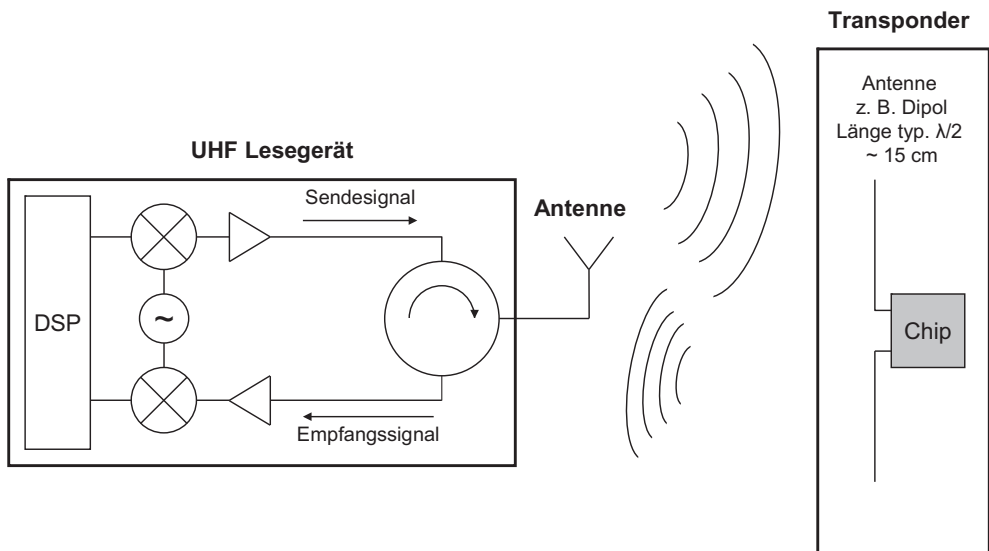 Transponder
Antenne
z. B. Dipol
Länge typ. λ/2
~ 15 cm
UHF Lesegerät
Sendesignal
Antenne
DSP
~
Chip
Empfangssignal